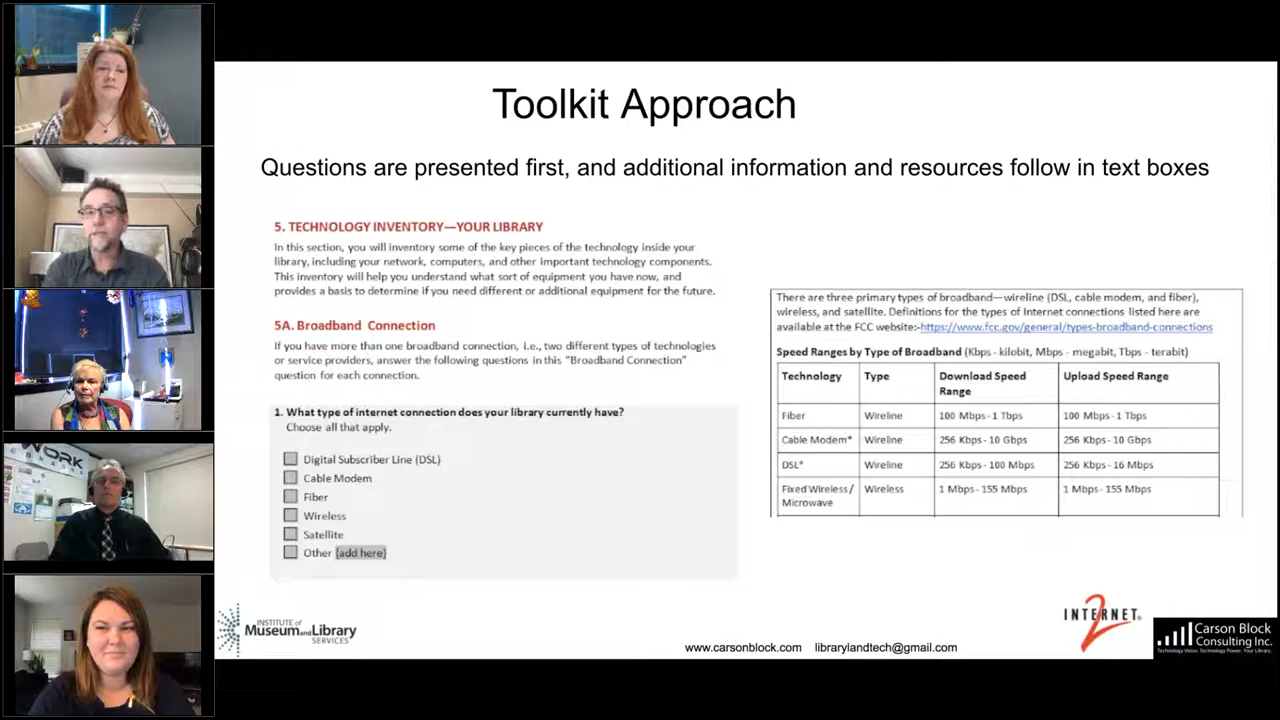 Toolkit Approach
Questions are presented first, and additional information and resources follow in text boxes
5. TECHNOLOGY INVENTORY—YOUR LIBRARY
In this section, you will inventory some of the key pieces of the technology inside your
library, including your network, computers, and other important technology components.
This inventory will help you understand what sort of equipment you have now, and
provides a basis to determine if you need different or additional equipment for the future.
5A. Broadband Connection
If you have more than one broadband connection, i.e., two different types of technologies
or service providers, answer the following questions in this "Broadband Connection"
question for each connection.
1. What type of internet connection does your library currently have?
Choose all that apply.
Digital Subscriber Line (DSL)
Cable Modem
Fiber
Wireless
Satellite
Other [add here]
There are three primary types of broadband—wireline (DSL, cable modem, and fiber),
wireless, and satellite. Definitions for the types of Internet connections listed here are
available at the FCC website:-https://www.fcc.gov/general/types-broadband-connections
Speed Ranges by Type of Broadband (Kbps - kilobit, Mbps - megabit, Tbps - terabit)
Technology Type Download Speed Range Upload Speed Range
Fiber Wireline 100 Mbps - 1 Tbps 100 Mbps - 1 Tbps
Cable Modem* Wireline 256 Kbps - 10 Gbps 256 Kbps - 10 Gbps
DSL* Wireline 256 Kbps - 100 Mbps 256 Kbps - 16 Mbps
Fixed Wireless/ Microwave Wireless 1 Mbps - 155 Mbps 1 Mbps - 155 Mbps
INSTITUTE of
Museum and Library
SERVICES
www.carsonblock.com librarylandtech@gmail.com
INTERNET
2
Carson Block
Consulting Inc.
Technology Vision. Technology Power. Your Library.